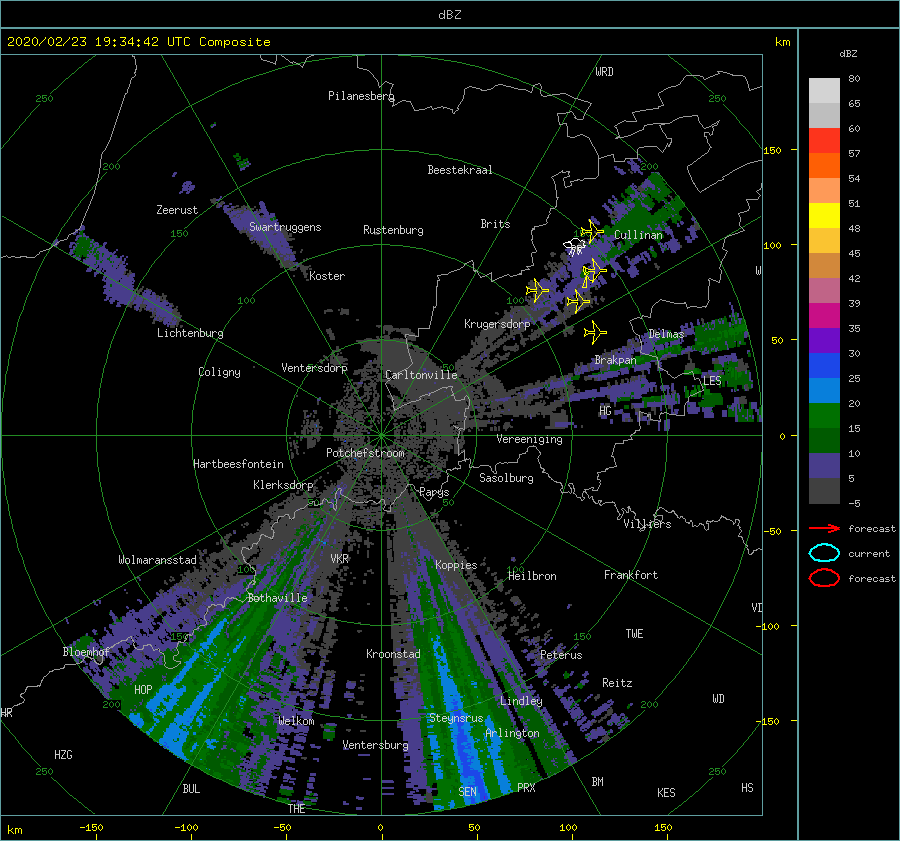 dBZ
2020/02/23 19:34:42 UTC Composite
km
dBZ
WRD
80
250
Pilanesberg
250
65
60
150
57
200
200
Beestekraal
54
Zeerust
51
Swartruggens
Brits
150
Rustenburg
Cullinan
48
100
45
W
Koster
42
100
100
39
Krugersdorp
35
Lichtenburg
Delmas
50
30
Brakpan
Coligny
Ventersdorp
Carltonville
25
LES
20
HG
15
Vereeniging
0
Potchefstroom
10
Hartbeesfontein
Sasolburg
5
Klerksdorp
Parys
50
50
-5
Villiers
forecast
-50
current
Wolmaransstad
VKR
Koppies
100
100
Heilbron
Frankfort
forecast
Bothaville
VD
-100
150
150
TWE
Bloemhof
Kroonstad
Peterus
HOP
Reitz
WD
200
Lindley
200
HR
Welkom
Steynsrus
-150
Arlington
Ventersburg
HZG
250
250
BUL
SEN
PRX
BM
KES
HS
THE
km
-150
-100
-50
0
50
100
150